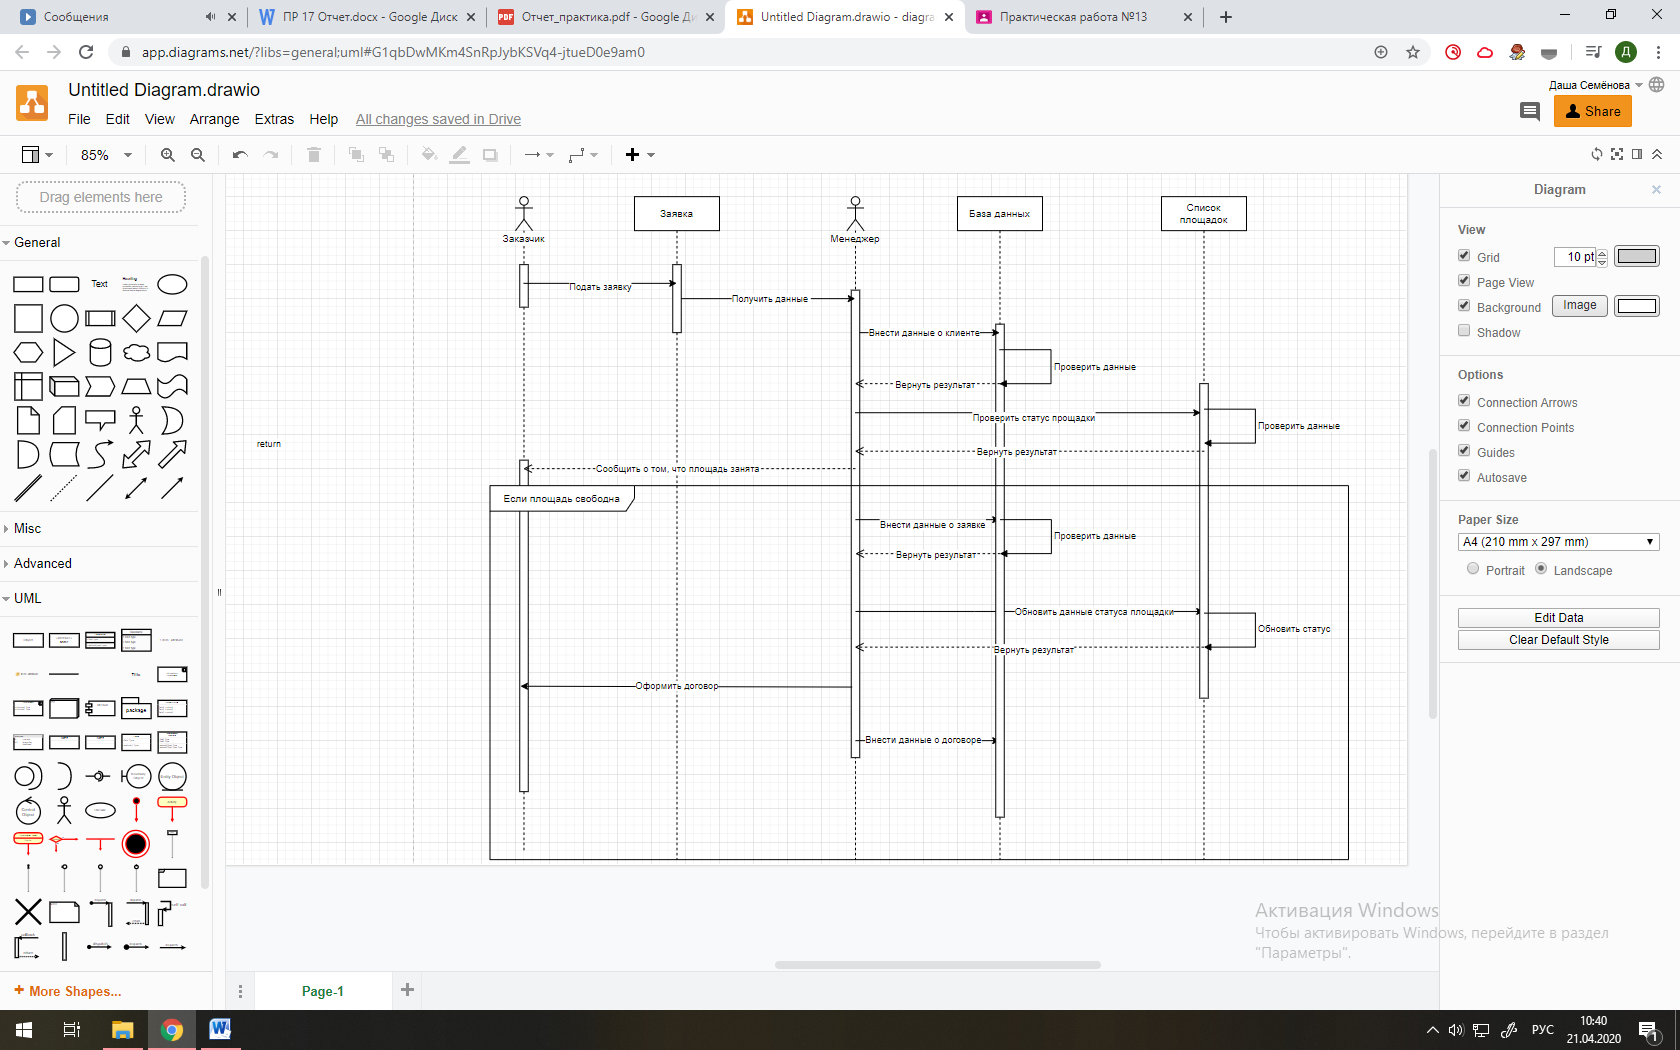 Сообщения
ПР 17 Отчет.docx - Google Диск
Отчет_практика.pdf - Google Ди
Untitled Diagram.drawio - diagra
Практическая работа №13
app.diagrams.net/?libs=general;uml#G1qbDwMKm4SnRpJybKSVq4-jtueD0e9am0
Д
Untitled Diagram.drawio
Даша Семёнова
File Edit View Arrange Extras Help All changes saved in Drive
Share
85%
Drag elements here
General
Text
Misc
Advanced
UML
package
More Shapes...
Заказчик
Заявка
Менеджер
База данных
Список
площадок
Подать заявку
Получить данные
Внести данные о клиенте
Проверить данные
Вернуть результат
Проверить статус прощадки
Проверить данные
return
Вернуть результат
Сообщить о том, что площадь занята
Если площадь свободна
Внести данные о заявке
Проверить данные
Вернуть результат
Обновить данные статуса площадки
Обновить статус
Вернуть результат
Оформить договор
Внести данные о договоре
Diagram
View
Grid
10 pt
Page View
Background
Image
Shadow
Options
Connection Arrows
Connection Points
Guides
Autosave
Paper Size
A4 (210 mm x 297 mm)
Portrait
Landscape
Edit Data
Clear Default Style
Активация Windows
Чтобы активировать Windows, перейдите в раздел
"Параметры".
Page-1
РУС
10:40
21.04.2020
1